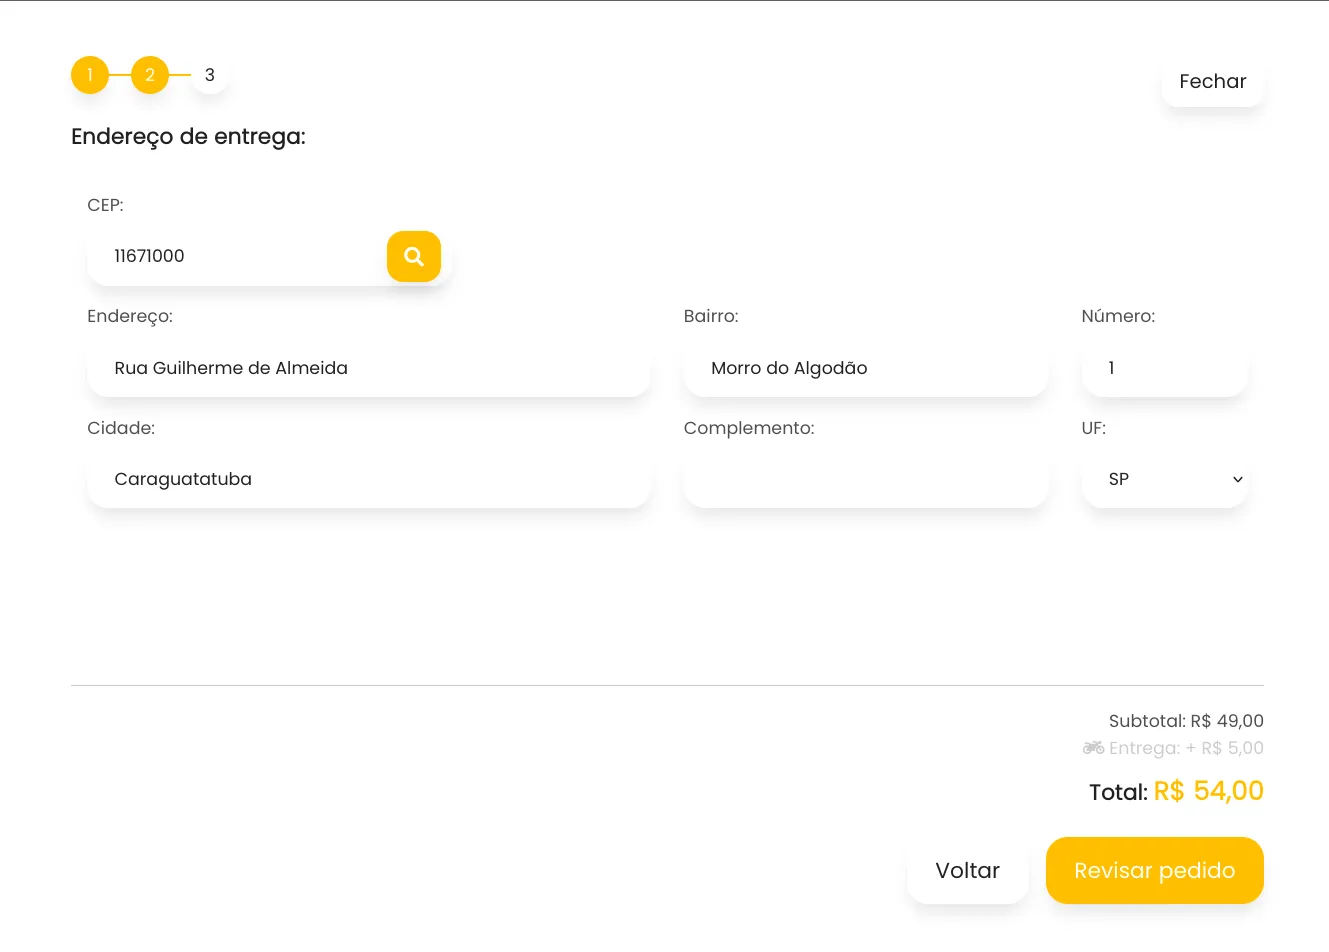 1 2 3
Fechar
Endereço de entrega:
CEP:
11671000
Endereço: Bairro: Número:
Rua Guilherme de Almeida Morro do Algodão 1
Cidade: Complemento: UF:
Caraguatatuba SP
Subtotal: R$ 49,00
Entrega: + R$ 5,00
Total: R$ 54,00
Voltar Revisar pedido